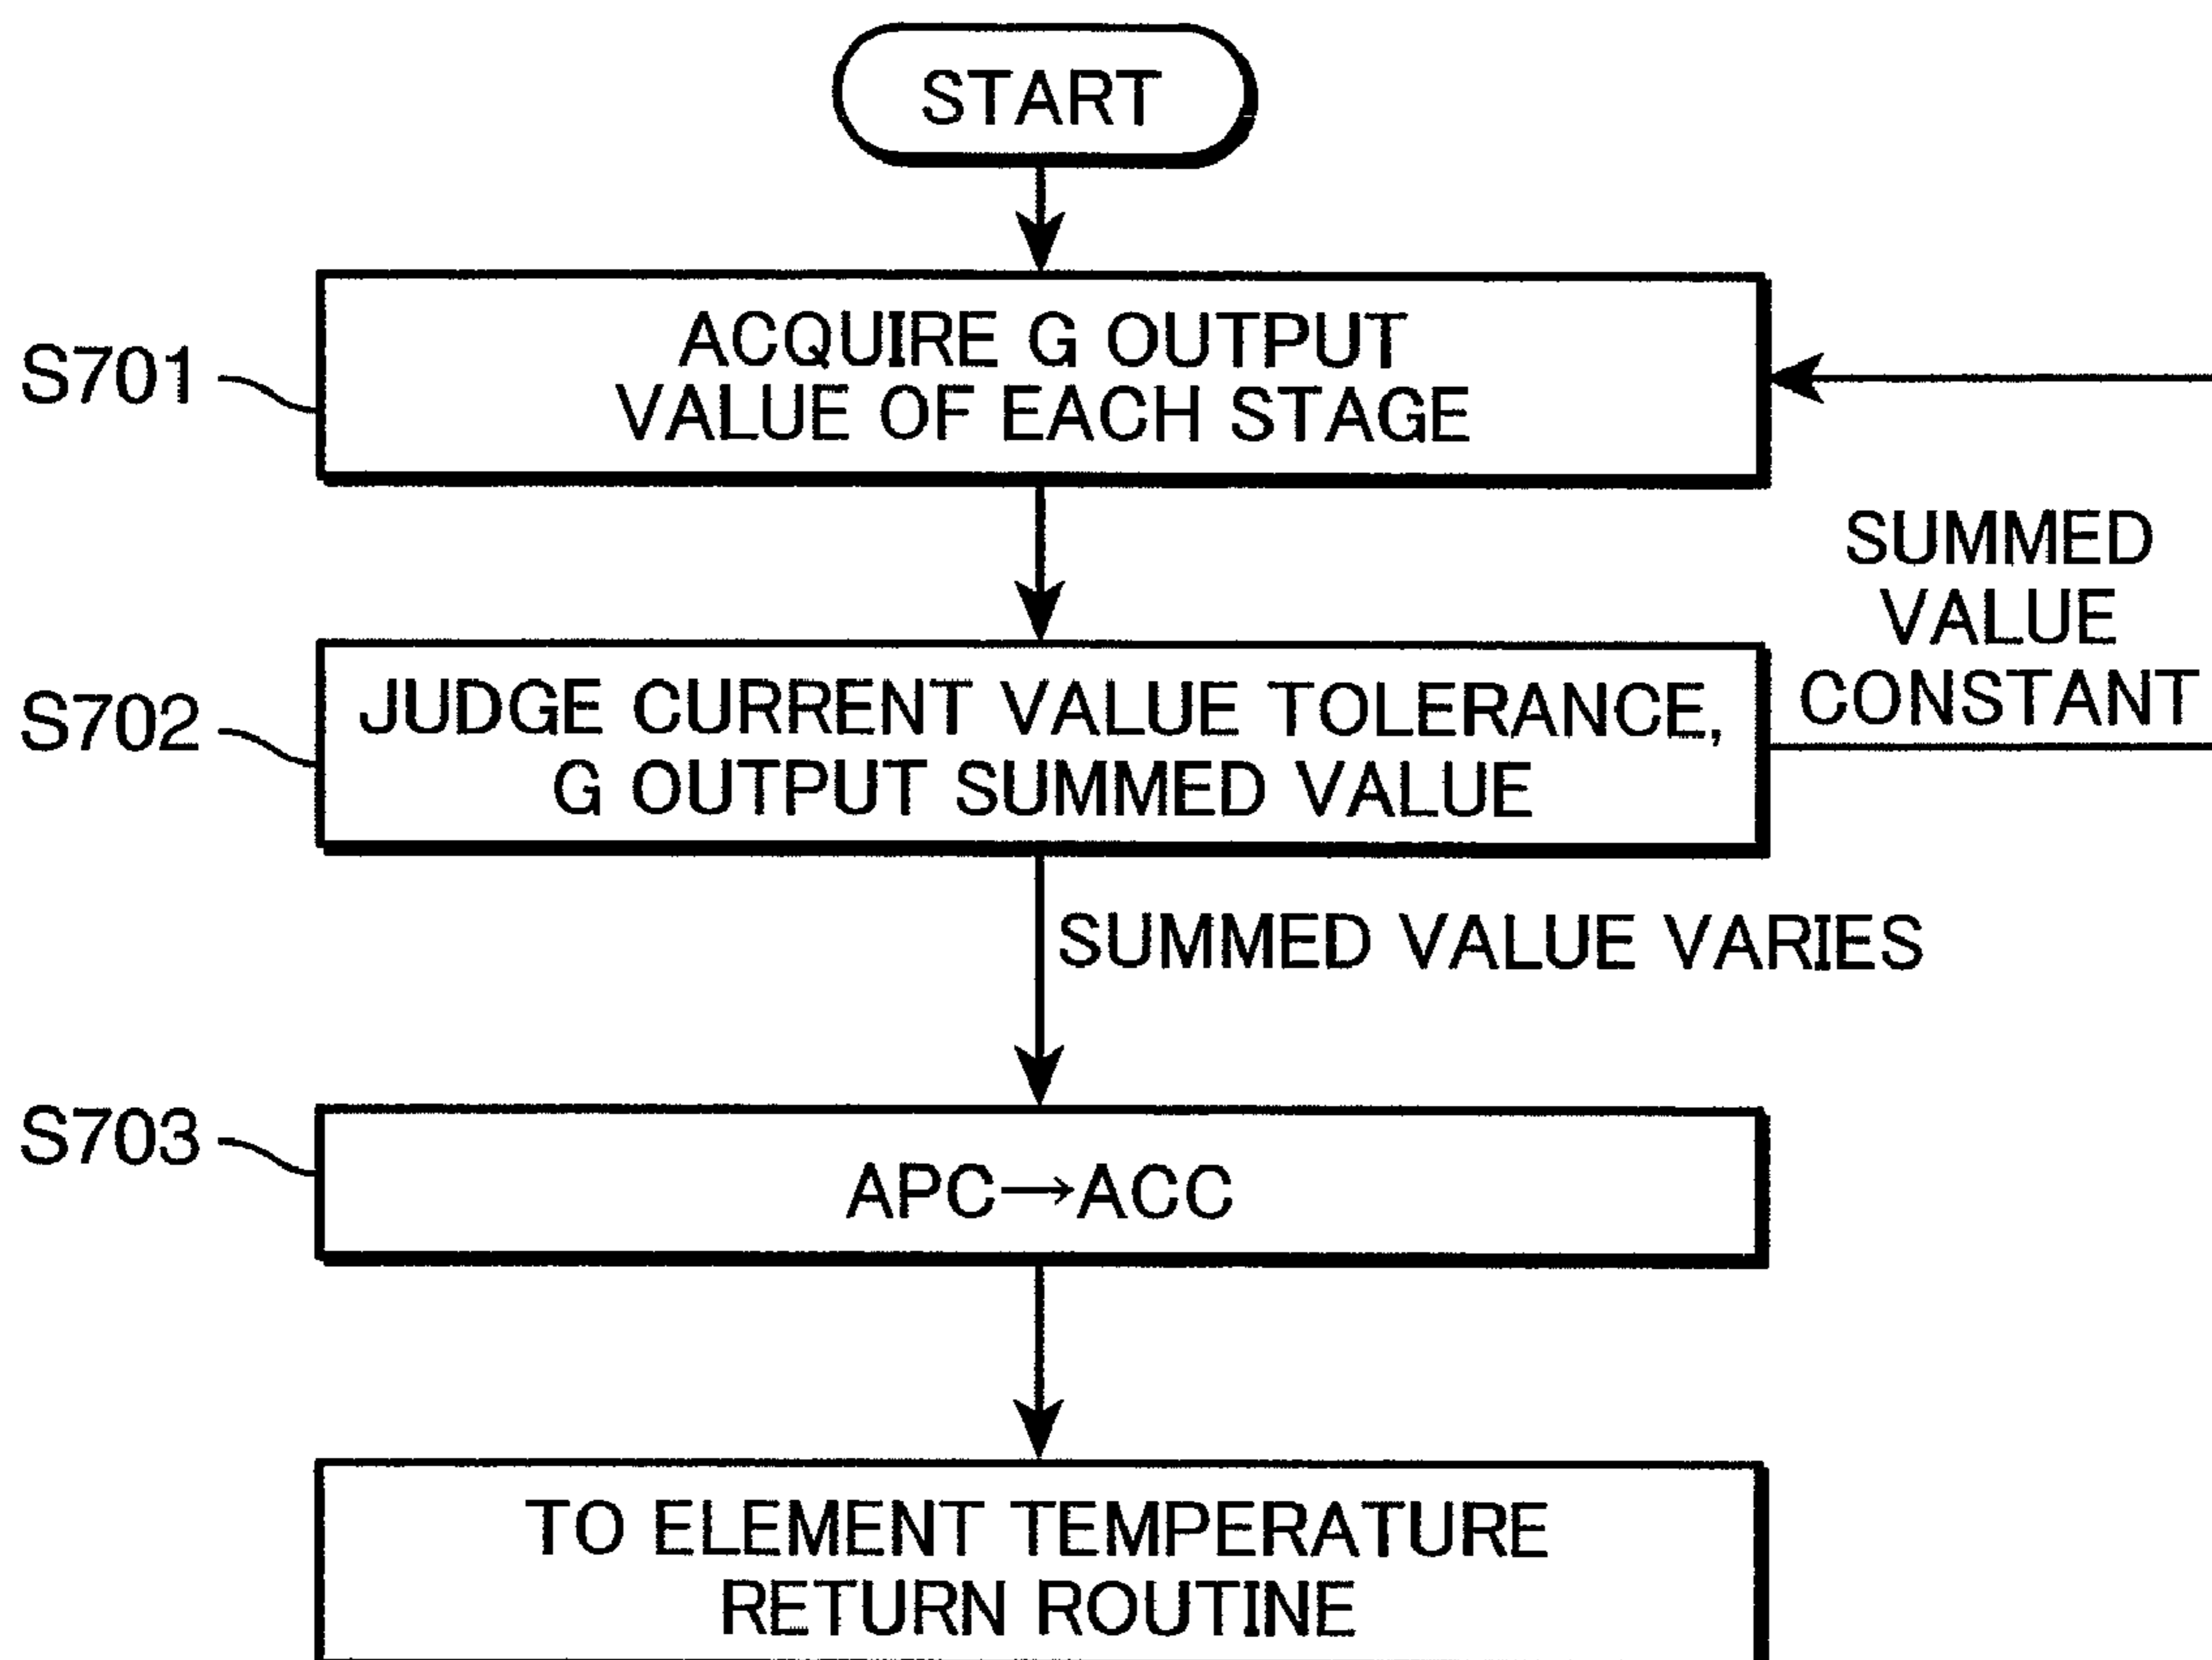 START
S701
ACQUIRE G OUTPUT
VALUE OF EACH STAGE
SUMMED
VALUE
CONSTANT
S702
JUDGE CURRENT VALUE TOLERANCE,
G OUTPUT SUMMED VALUE
SUMMED VALUE VARIES
S703
APC→ACC
TO ELEMENT TEMPERATURE
RETURN ROUTINE